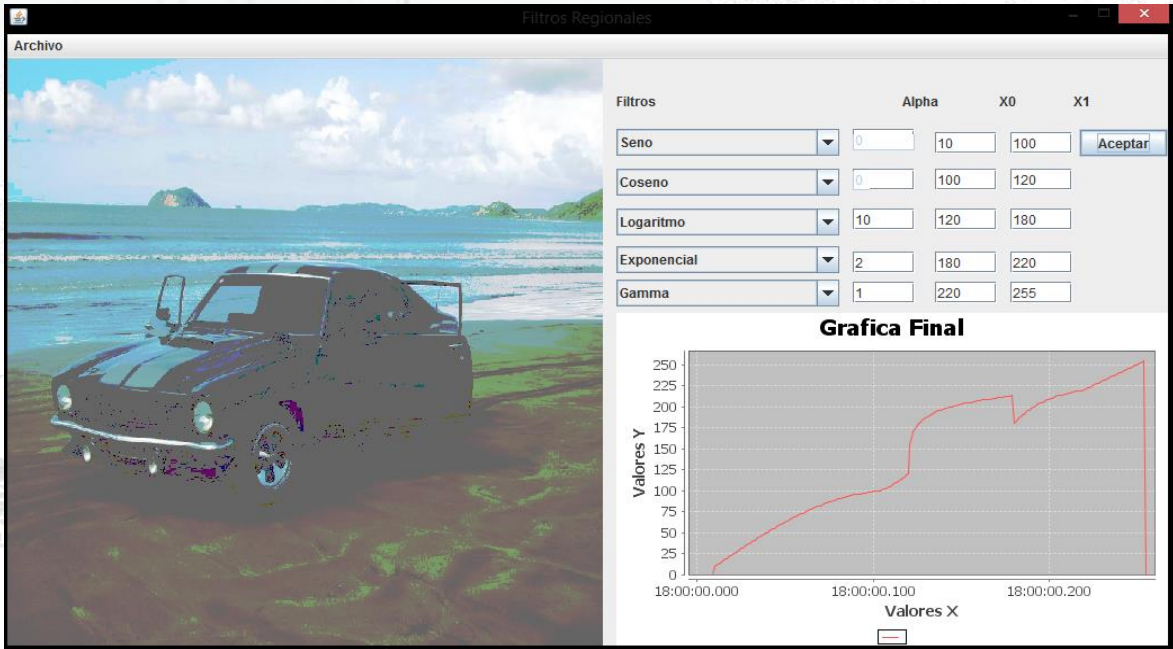 Filtros Regionales
Archivo
Filtros Alpha X0 X1
Seno 0 10 100 Aceptar
Coseno 0 100 120
Logaritmo 10 120 180
Exponencial 2 180 220
Gamma 1 220 255
Grafica Final
Valores Y
250
225
200
175
150
125
100
75
50
25
0
18:00:00.000 18:00:00.100 18:00:00.200
Valores X